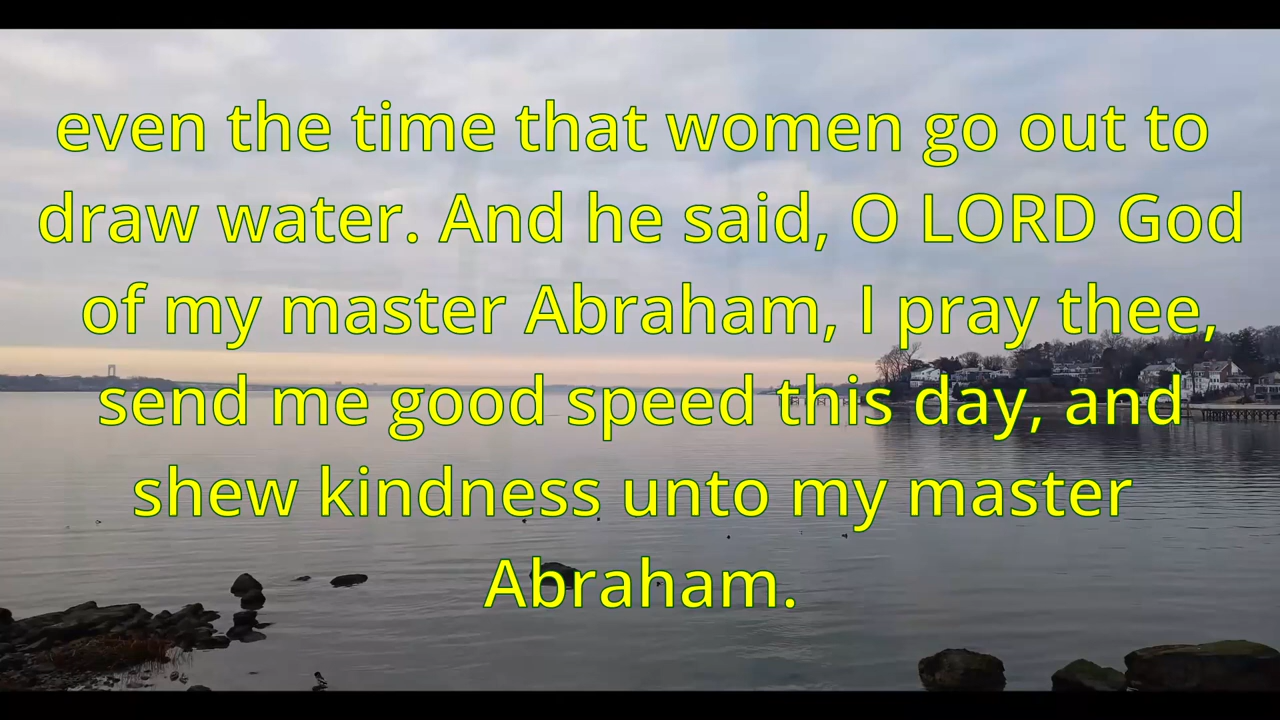 even the time that women go out to
draw water. And he said, O LORD God
of my master Abraham, I pray thee,
send me good speed this day, and
shew kindness unto my master
Abraham.